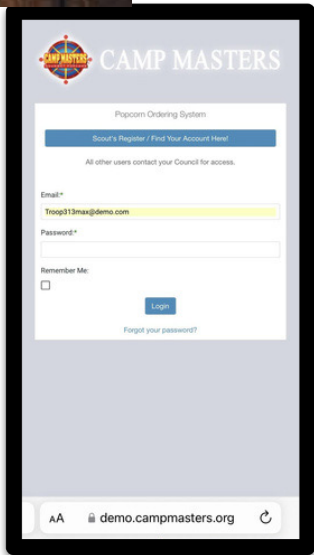 CAMP MASTERS
CAMP MASTERS
Popcorn Ordering System
Scout's Register / Find Your Account Here!
All other users contact your Council for access.
Email:*
Troop313max@demo.com
Password:*
Remember Me:
Login
Forgot your password?
AA demo.campmasters.org